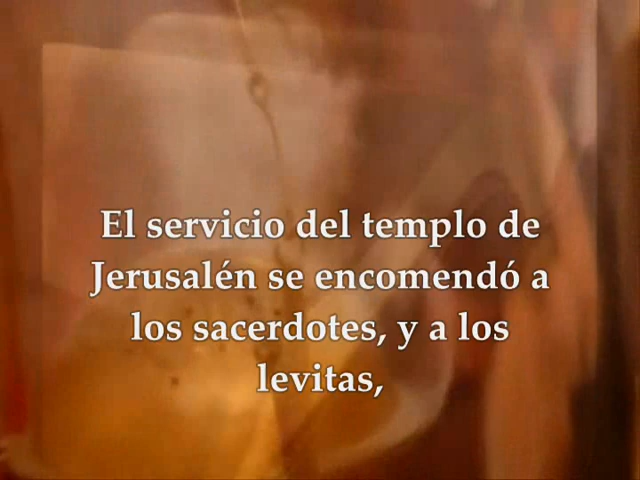 El servicio del templo de
Jerusalén se encomendó a
los sacerdotes, y a los
levitas,